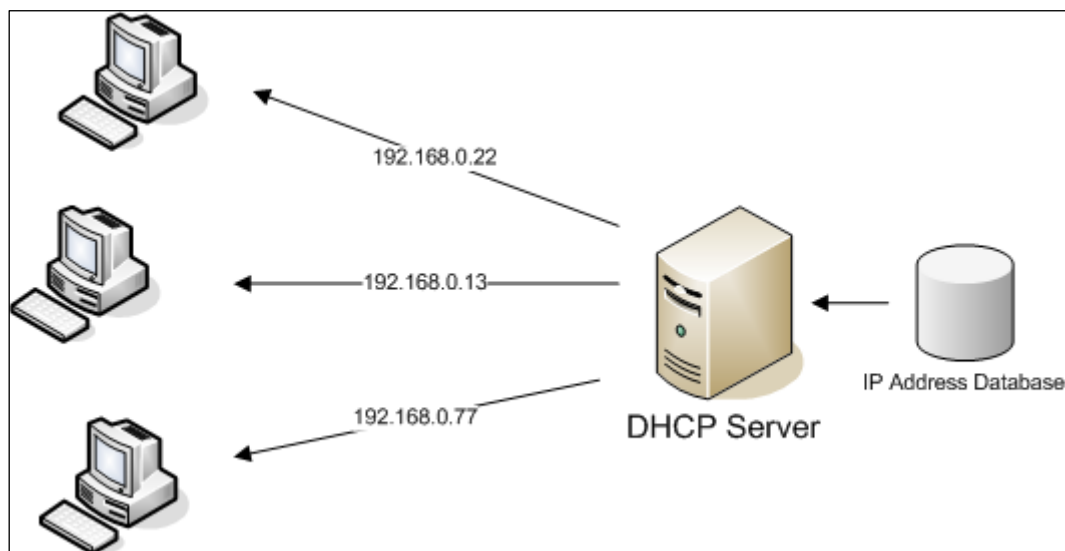 192.168.0.22
192.168.0.13
192.168.0.77
DHCP Server
IP Address Database